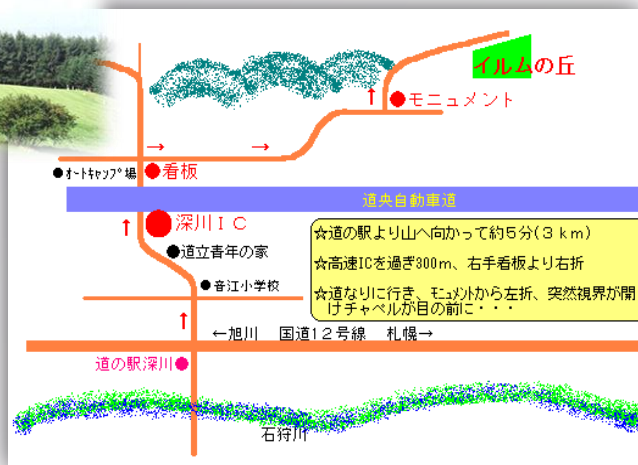 イルムの丘
モニュメント
●オートキャンプ場
看板
道央自動車道
深川ＩＣ
●道立青年の家
●音江小学校
☆道の駅より山へ向かって約５分(３ｋｍ)
☆高速ICを過ぎ300m、右手看板より右折
☆道なりに行き、モニュメントから左折、突然視界が開
けチャペルが目の前に・・・
←旭川　国道１２号線　札幌→
道の駅深川
石狩川